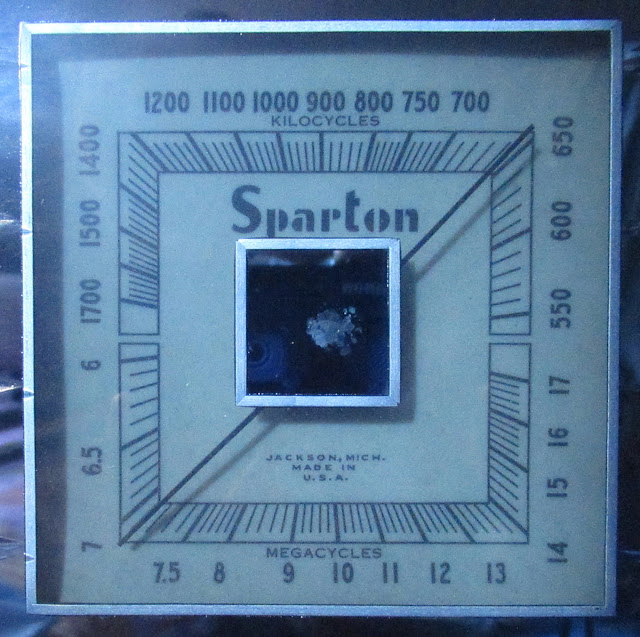 1200 1100 1000 900 800 750 700
KILOCYCLES
1400
1500
1700
650
600
550
Sparton
6
6.5
7
17
16
15
14
JACKSON, MICH.
MADE IN
U.S.A.
MEGACYCLES
7.5 8 9 10 11 12 13